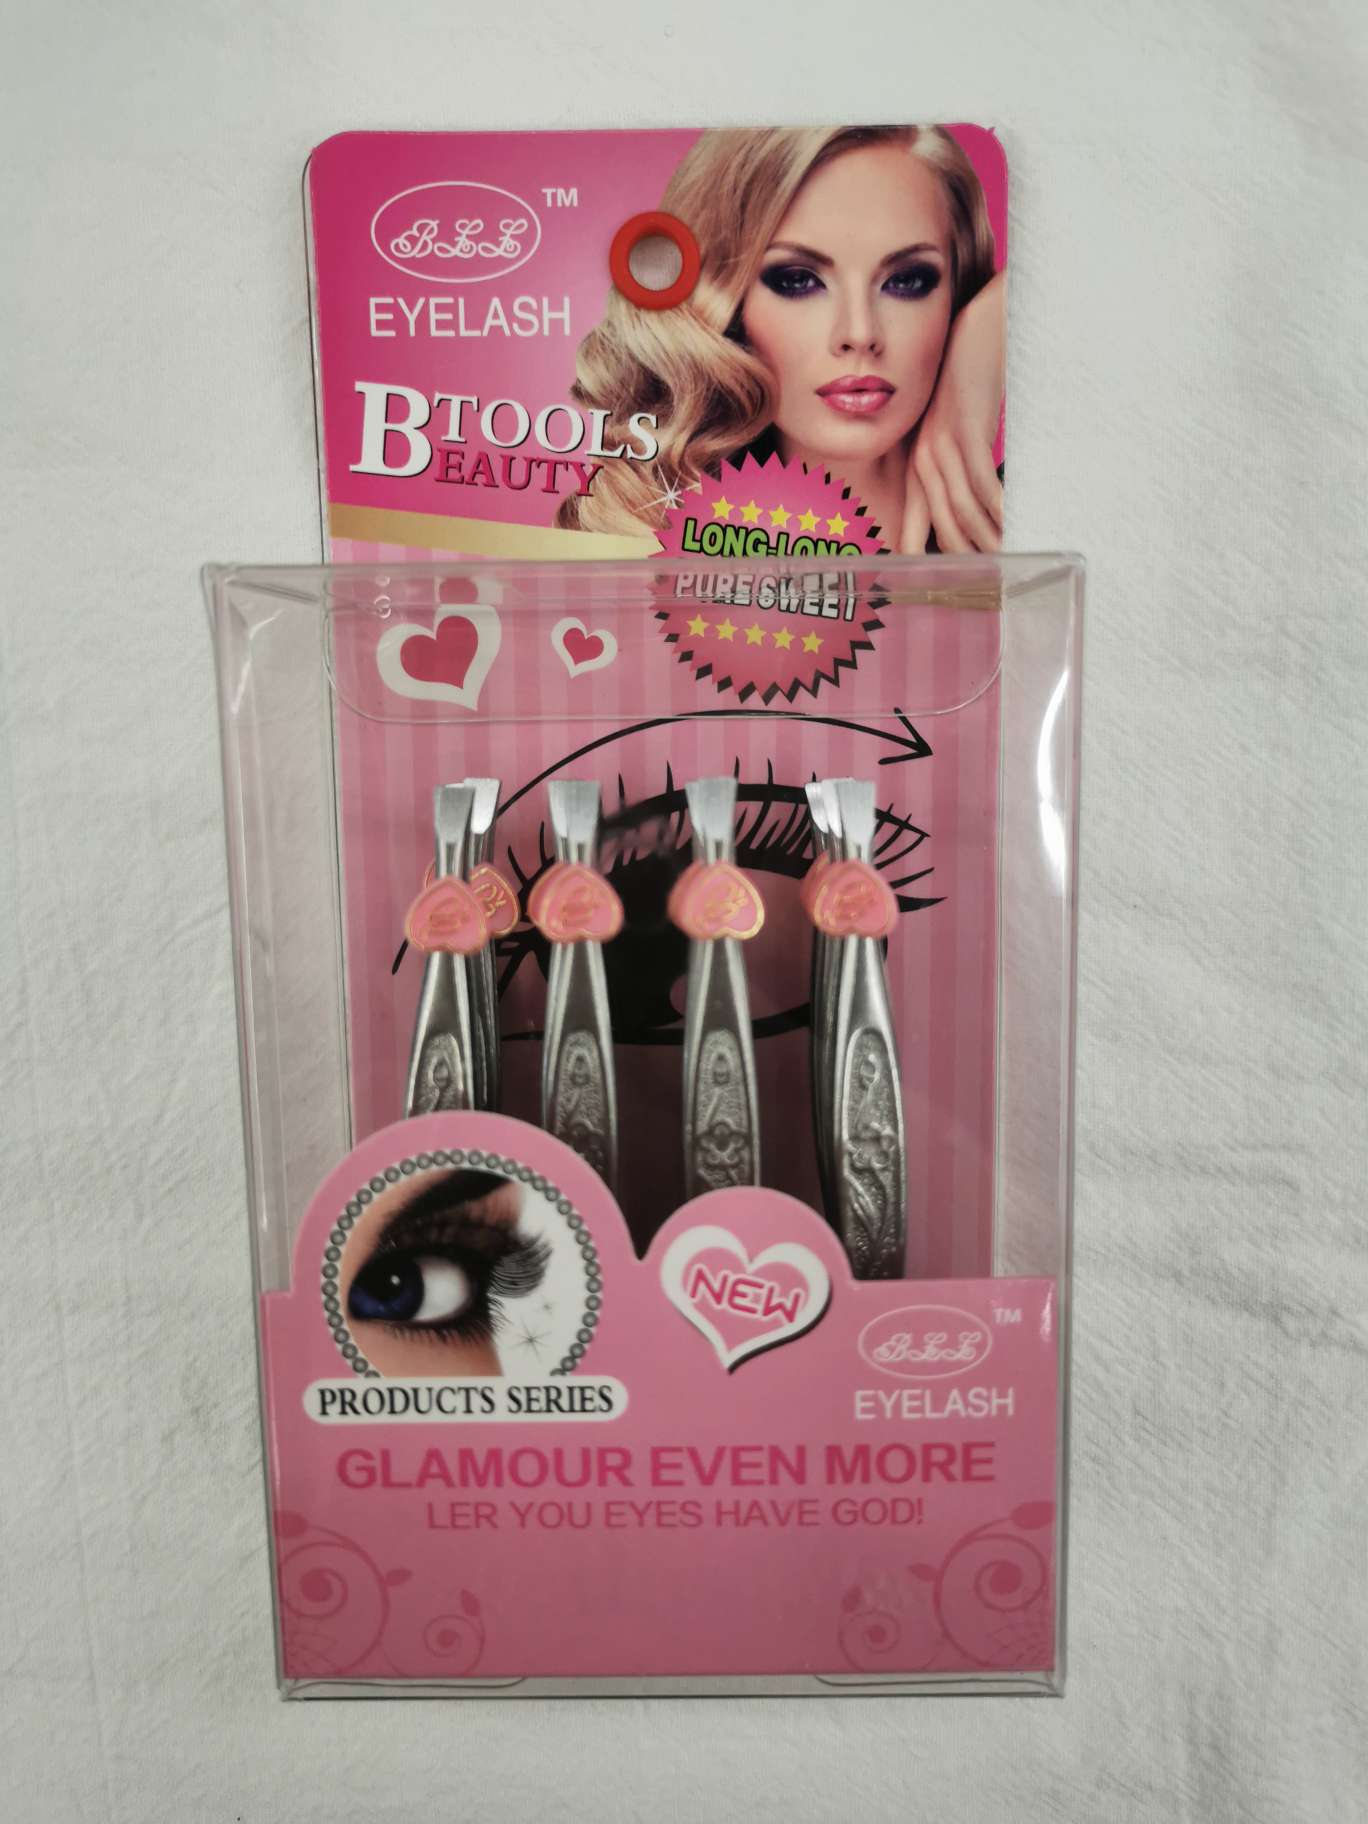 BLL
TM
EYELASH
BTOOLS
BEAUTY
LONG-LONG
PURE SWEET
NEW
PRODUCTS SERIES
BLL
TM
EYELASH
GLAMOUR EVEN MORE
LER YOU EYES HAVE GOD!